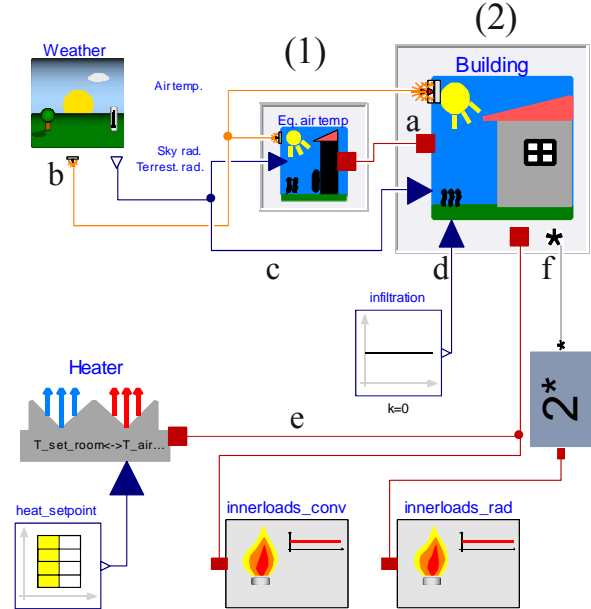 Weather
(1)
(2)
Building
Air temp.
Eq. air temp
a
Sky rad.
Terrest. rad.
b
c
d
f
infiltration
k=0
2*
Heater
e
T_set_room<->T_air...
heat_setpoint
innerloads_conv
innerloads_rad